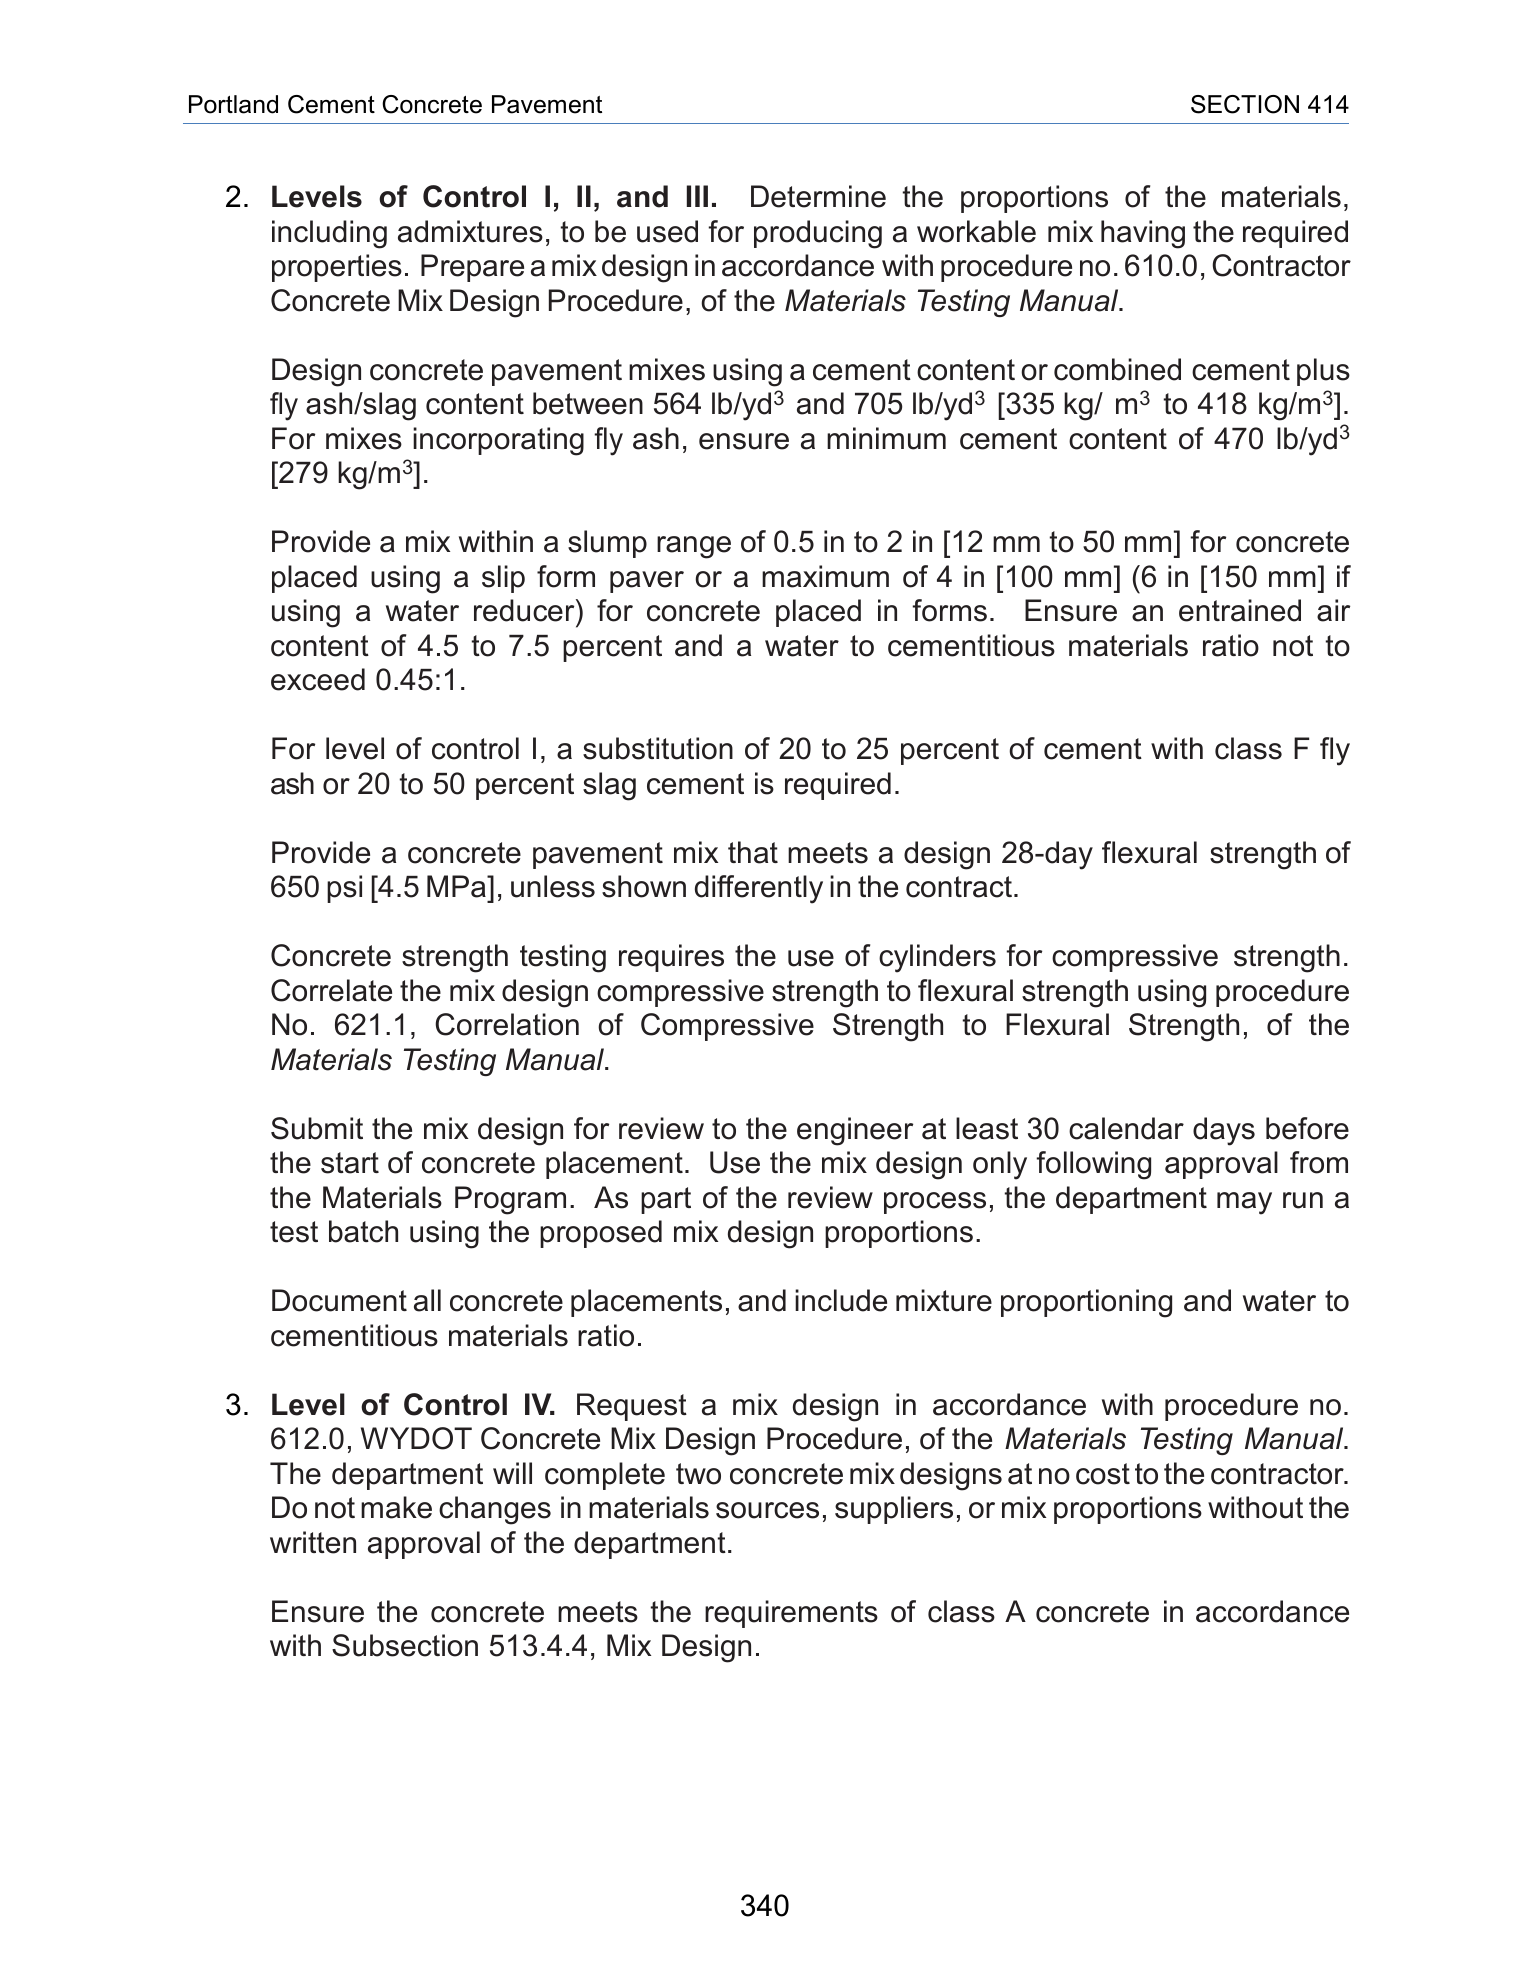 Portland Cement Concrete Pavement SECTION 414
2. Levels of Control I, II, and III. Determine the proportions of the materials,
including admixtures, to be used for producing a workable mix having the required
properties. Prepare a mix design in accordance with procedure no. 610.0, Contractor
Concrete Mix Design Procedure, of the Materials Testing Manual.
Design concrete pavement mixes using a cement content or combined cement plus
fly ash/slag content between 564 lb/yd³ and 705 lb/yd³ [335 kg/ m³ to 418 kg/m³].
For mixes incorporating fly ash, ensure a minimum cement content of 470 lb/yd³
[279 kg/m³].
Provide a mix within a slump range of 0.5 in to 2 in [12 mm to 50 mm] for concrete
placed using a slip form paver or a maximum of 4 in [100 mm] (6 in [150 mm] if
using a water reducer) for concrete placed in forms. Ensure an entrained air
content of 4.5 to 7.5 percent and a water to cementitious materials ratio not to
exceed 0.45:1.
For level of control I, a substitution of 20 to 25 percent of cement with class F fly
ash or 20 to 50 percent slag cement is required.
Provide a concrete pavement mix that meets a design 28-day flexural strength of
650 psi [4.5 MPa], unless shown differently in the contract.
Concrete strength testing requires the use of cylinders for compressive strength.
Correlate the mix design compressive strength to flexural strength using procedure
No. 621.1, Correlation of Compressive Strength to Flexural Strength, of the
Materials Testing Manual.
Submit the mix design for review to the engineer at least 30 calendar days before
the start of concrete placement. Use the mix design only following approval from
the Materials Program. As part of the review process, the department may run a
test batch using the proposed mix design proportions.
Document all concrete placements, and include mixture proportioning and water to
cementitious materials ratio.
3. Level of Control IV. Request a mix design in accordance with procedure no.
612.0, WYDOT Concrete Mix Design Procedure, of the Materials Testing Manual.
The department will complete two concrete mix designs at no cost to the contractor.
Do not make changes in materials sources, suppliers, or mix proportions without the
written approval of the department.
Ensure the concrete meets the requirements of class A concrete in accordance
with Subsection 513.4.4, Mix Design.
340